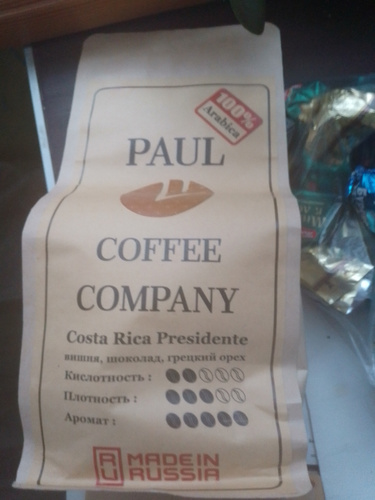 100%
Arabica
PAUL
COFFEE
COMPANY
Costa Rica Presidente
вишня, шоколад, грецкий орех
Кислотность :
Плотность :
Аромат :
RU MADE IN
RUSSIA